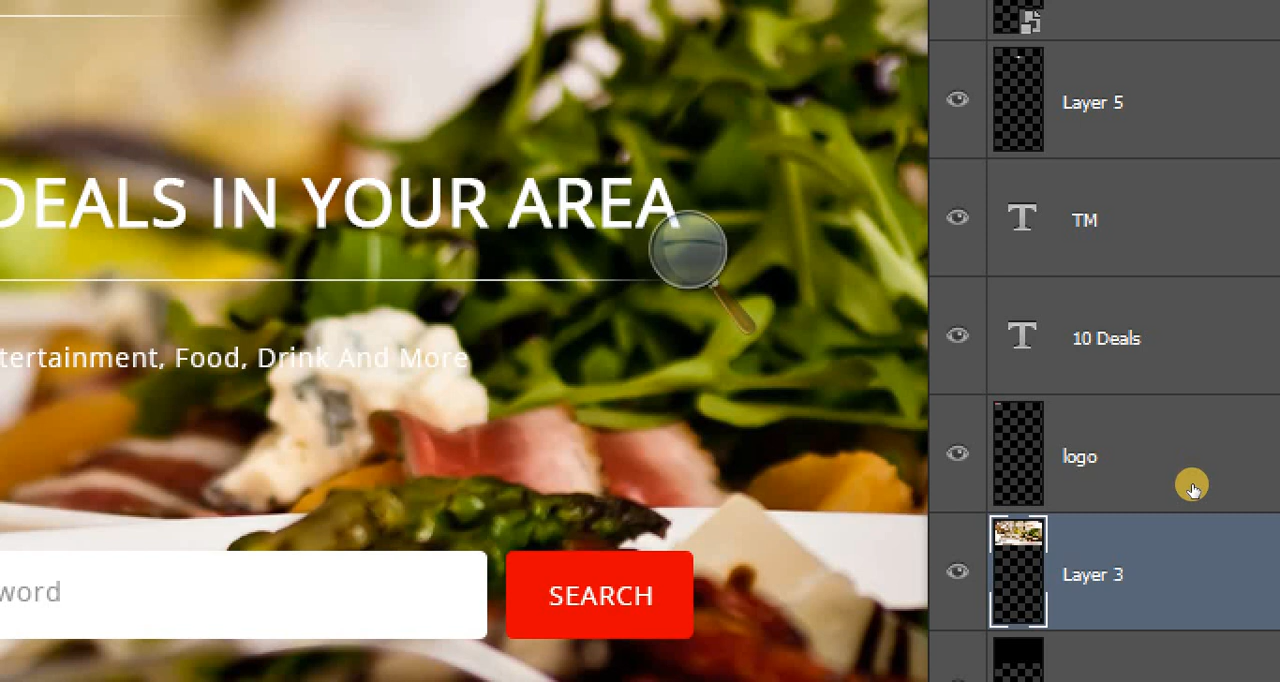 DEALS IN YOUR AREA
tertainment, Food, Drink And More
word
SEARCH
Layer 5
T TM
T 10 Deals
logo
Layer 3